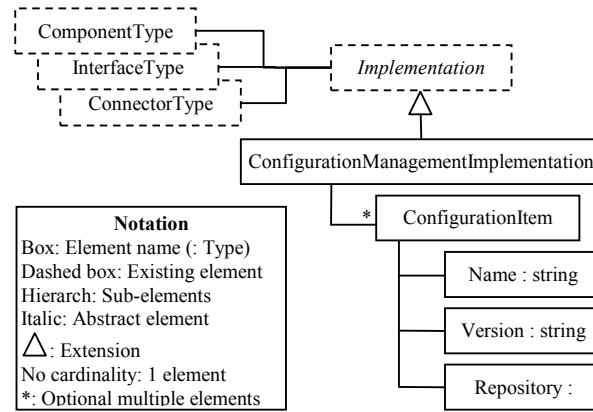 ComponentType
InterfaceType
ConnectorType
Implementation
ConfigurationManagementImplementation
* ConfigurationItem
Name : string
Version : string
Repository :
Notation
Box: Element name (: Type)
Dashed box: Existing element
Hierarch: Sub-elements
Italic: Abstract element
△: Extension
No cardinality: 1 element
*: Optional multiple elements